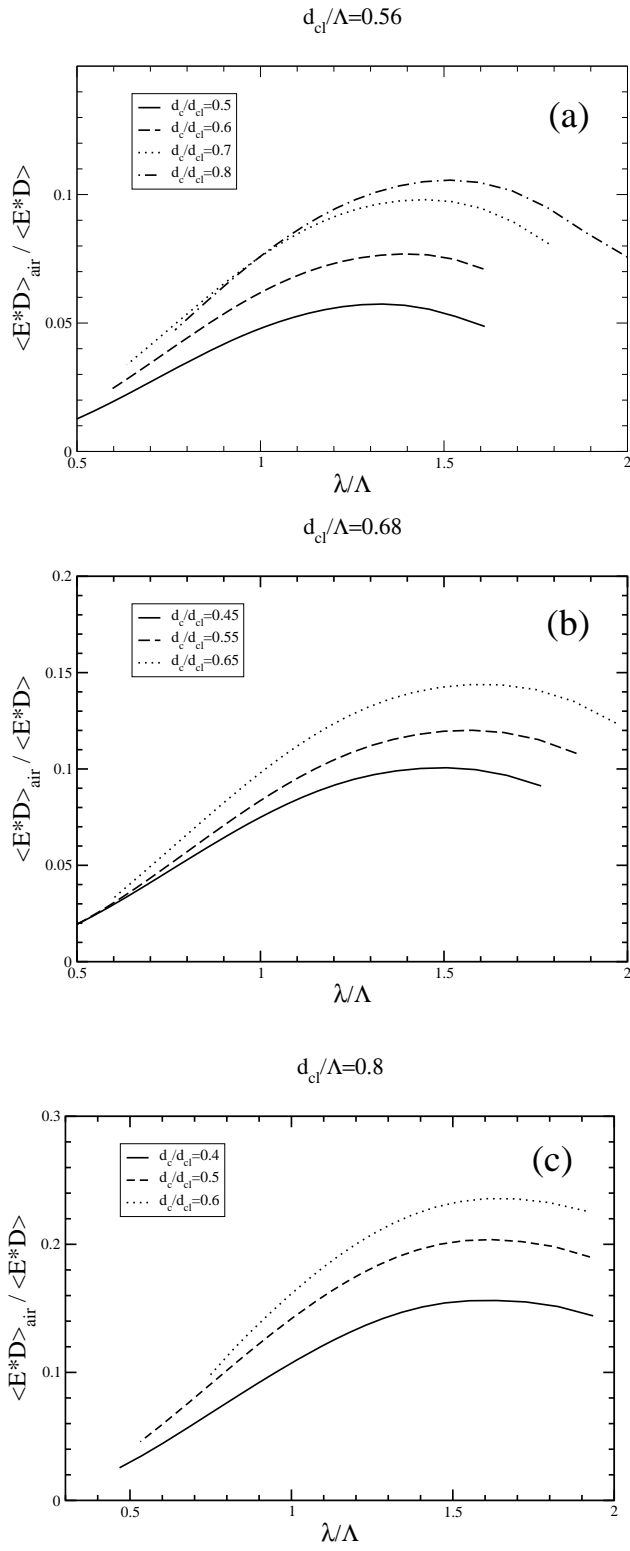 d_cl/Λ=0.56
(a)
d_c/d_cl=0.5
d_c/d_cl=0.6
d_c/d_cl=0.7
d_c/d_cl=0.8
<E*D>_air / <E*D>
0.1
0.05
0
0.5 1 1.5 2
λ/Λ
d_cl/Λ=0.68
(b)
d_c/d_cl=0.45
d_c/d_cl=0.55
d_c/d_cl=0.65
<E*D>_air / <E*D>
0.2
0.15
0.1
0.05
0
0.5 1 1.5 2
λ/Λ
d_cl/Λ=0.8
(c)
d_c/d_cl=0.4
d_c/d_cl=0.5
d_c/d_cl=0.6
<E*D>_air / <E*D>
0.3
0.2
0.1
0
0.5 1 1.5 2
λ/Λ